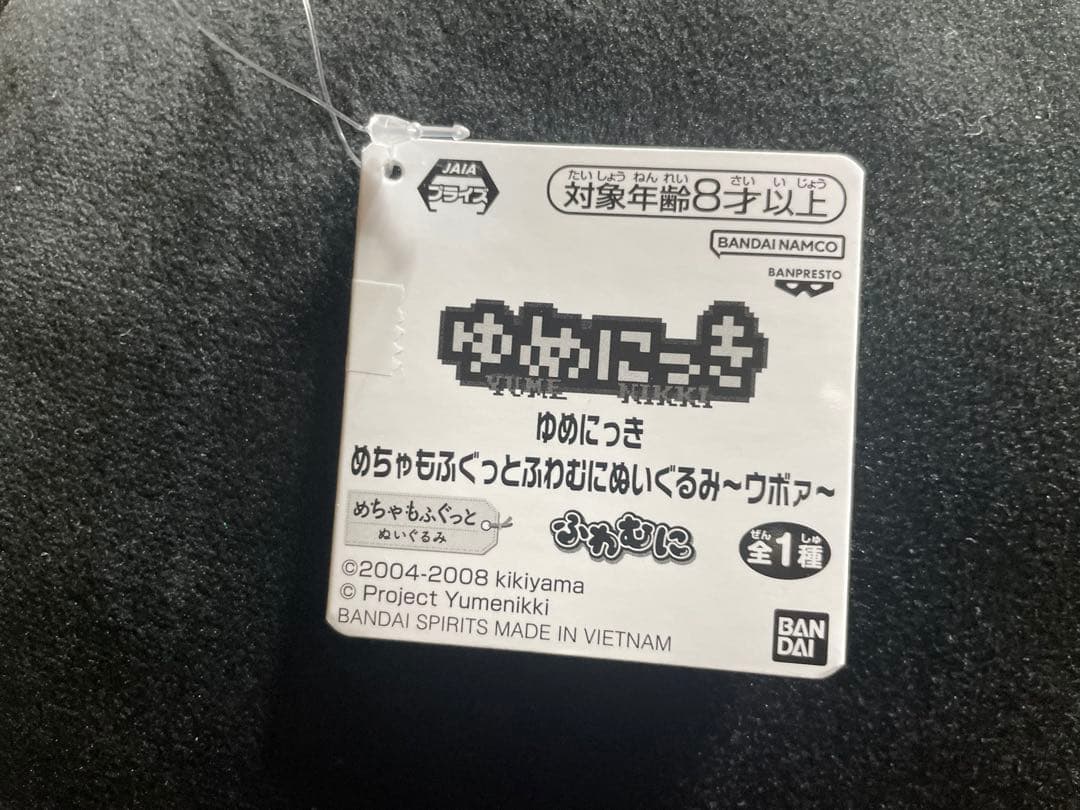 JAIA
プライズ
たいしょうねんれい さい いじょう
対象年齢8才以上
BANDAI NAMCO
BANPRESTO
ゆめにっき
YUME NIKKI
ゆめにっき
めちゃもふぐっとふわむにぬいぐるみ〜ウボァ〜
めちゃもふぐっと
ぬいぐるみ
ふわむに
ぜん しゅ
全1種
©2004-2008 kikiyama
© Project Yumenikki
BANDAI SPIRITS MADE IN VIETNAM
BAN
DAI